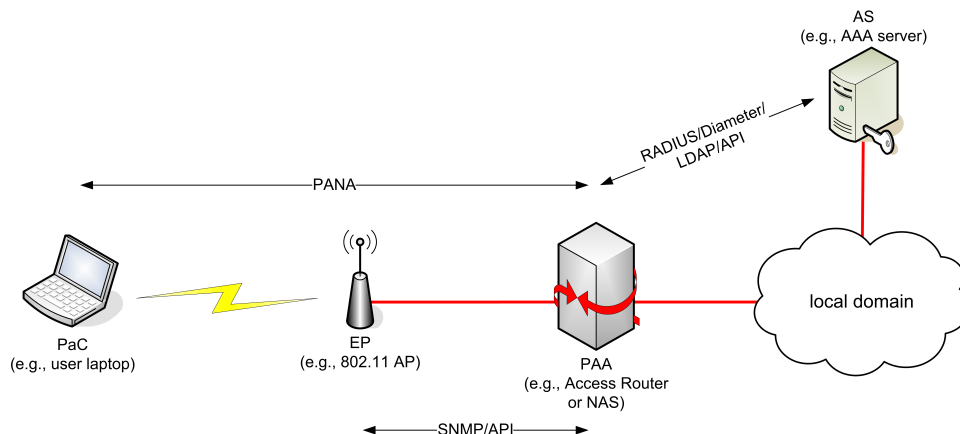 AS
(e.g., AAA server)
RADIUS/Diameter/
LDAP/API
PANA
PaC
(e.g., user laptop)
EP
(e.g., 802.11 AP)
PAA
(e.g., Access Router
or NAS)
local domain
SNMP/API